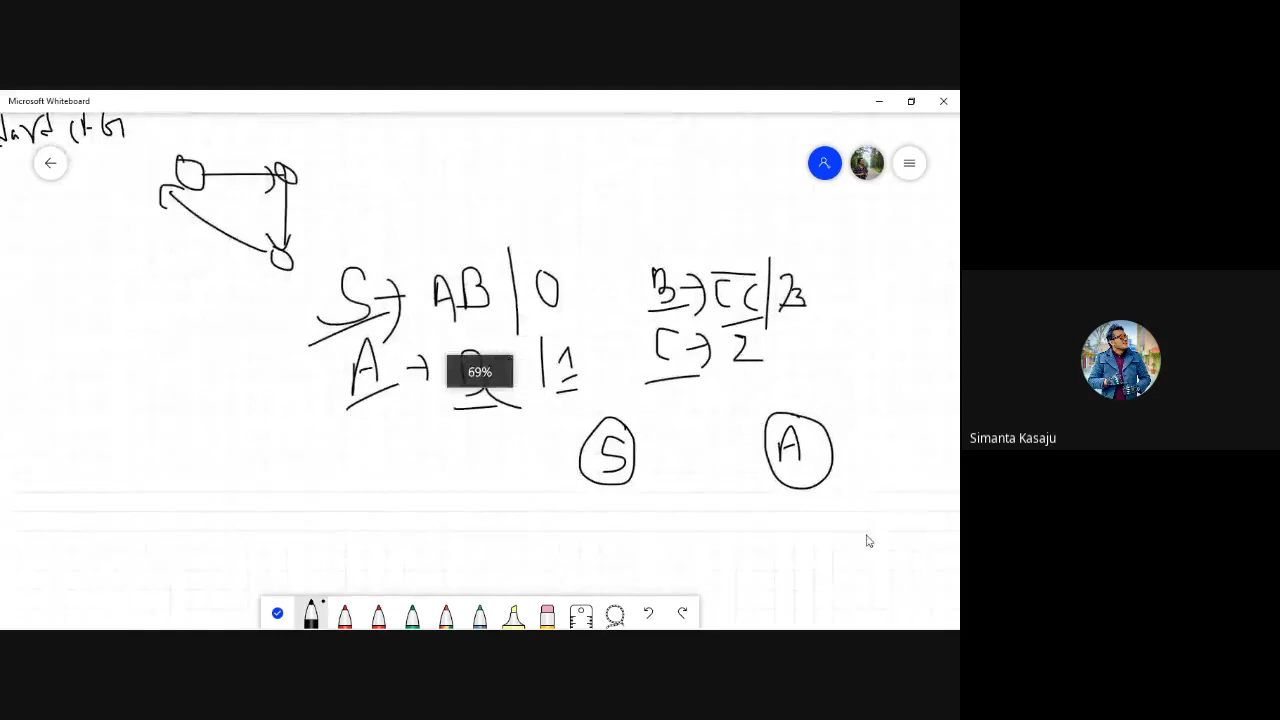 Microsoft Whiteboard
S → AB | 0
B → CC | 3
A → | 1
C → 2
69%
S
A
Simanta Kasaju